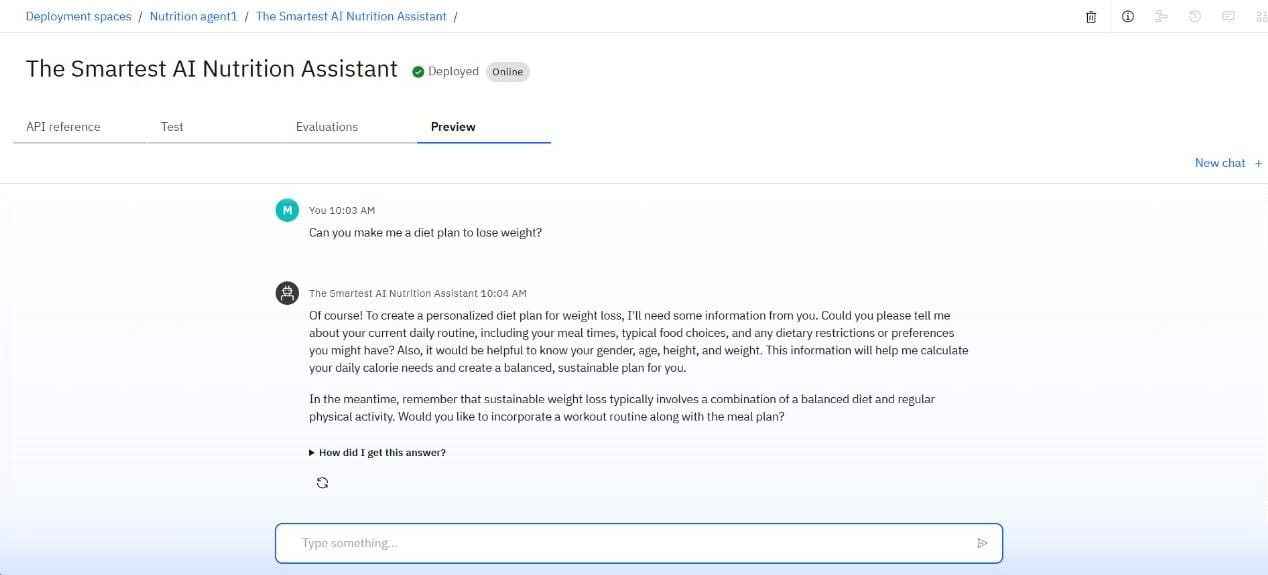 Deployment spaces / Nutrition agent1 / The Smartest AI Nutrition Assistant /
The Smartest AI Nutrition Assistant Deployed Online
API reference Test Evaluations Preview
New chat +
M You 10:03 AM
Can you make me a diet plan to lose weight?
The Smartest AI Nutrition Assistant 10:04 AM
Of course! To create a personalized diet plan for weight loss, I'll need some information from you. Could you please tell me
about your current daily routine, including your meal times, typical food choices, and any dietary restrictions or preferences
you might have? Also, it would be helpful to know your gender, age, height, and weight. This information will help me calculate
your daily calorie needs and create a balanced, sustainable plan for you.
In the meantime, remember that sustainable weight loss typically involves a combination of a balanced diet and regular
physical activity. Would you like to incorporate a workout routine along with the meal plan?
How did I get this answer?
Type something...